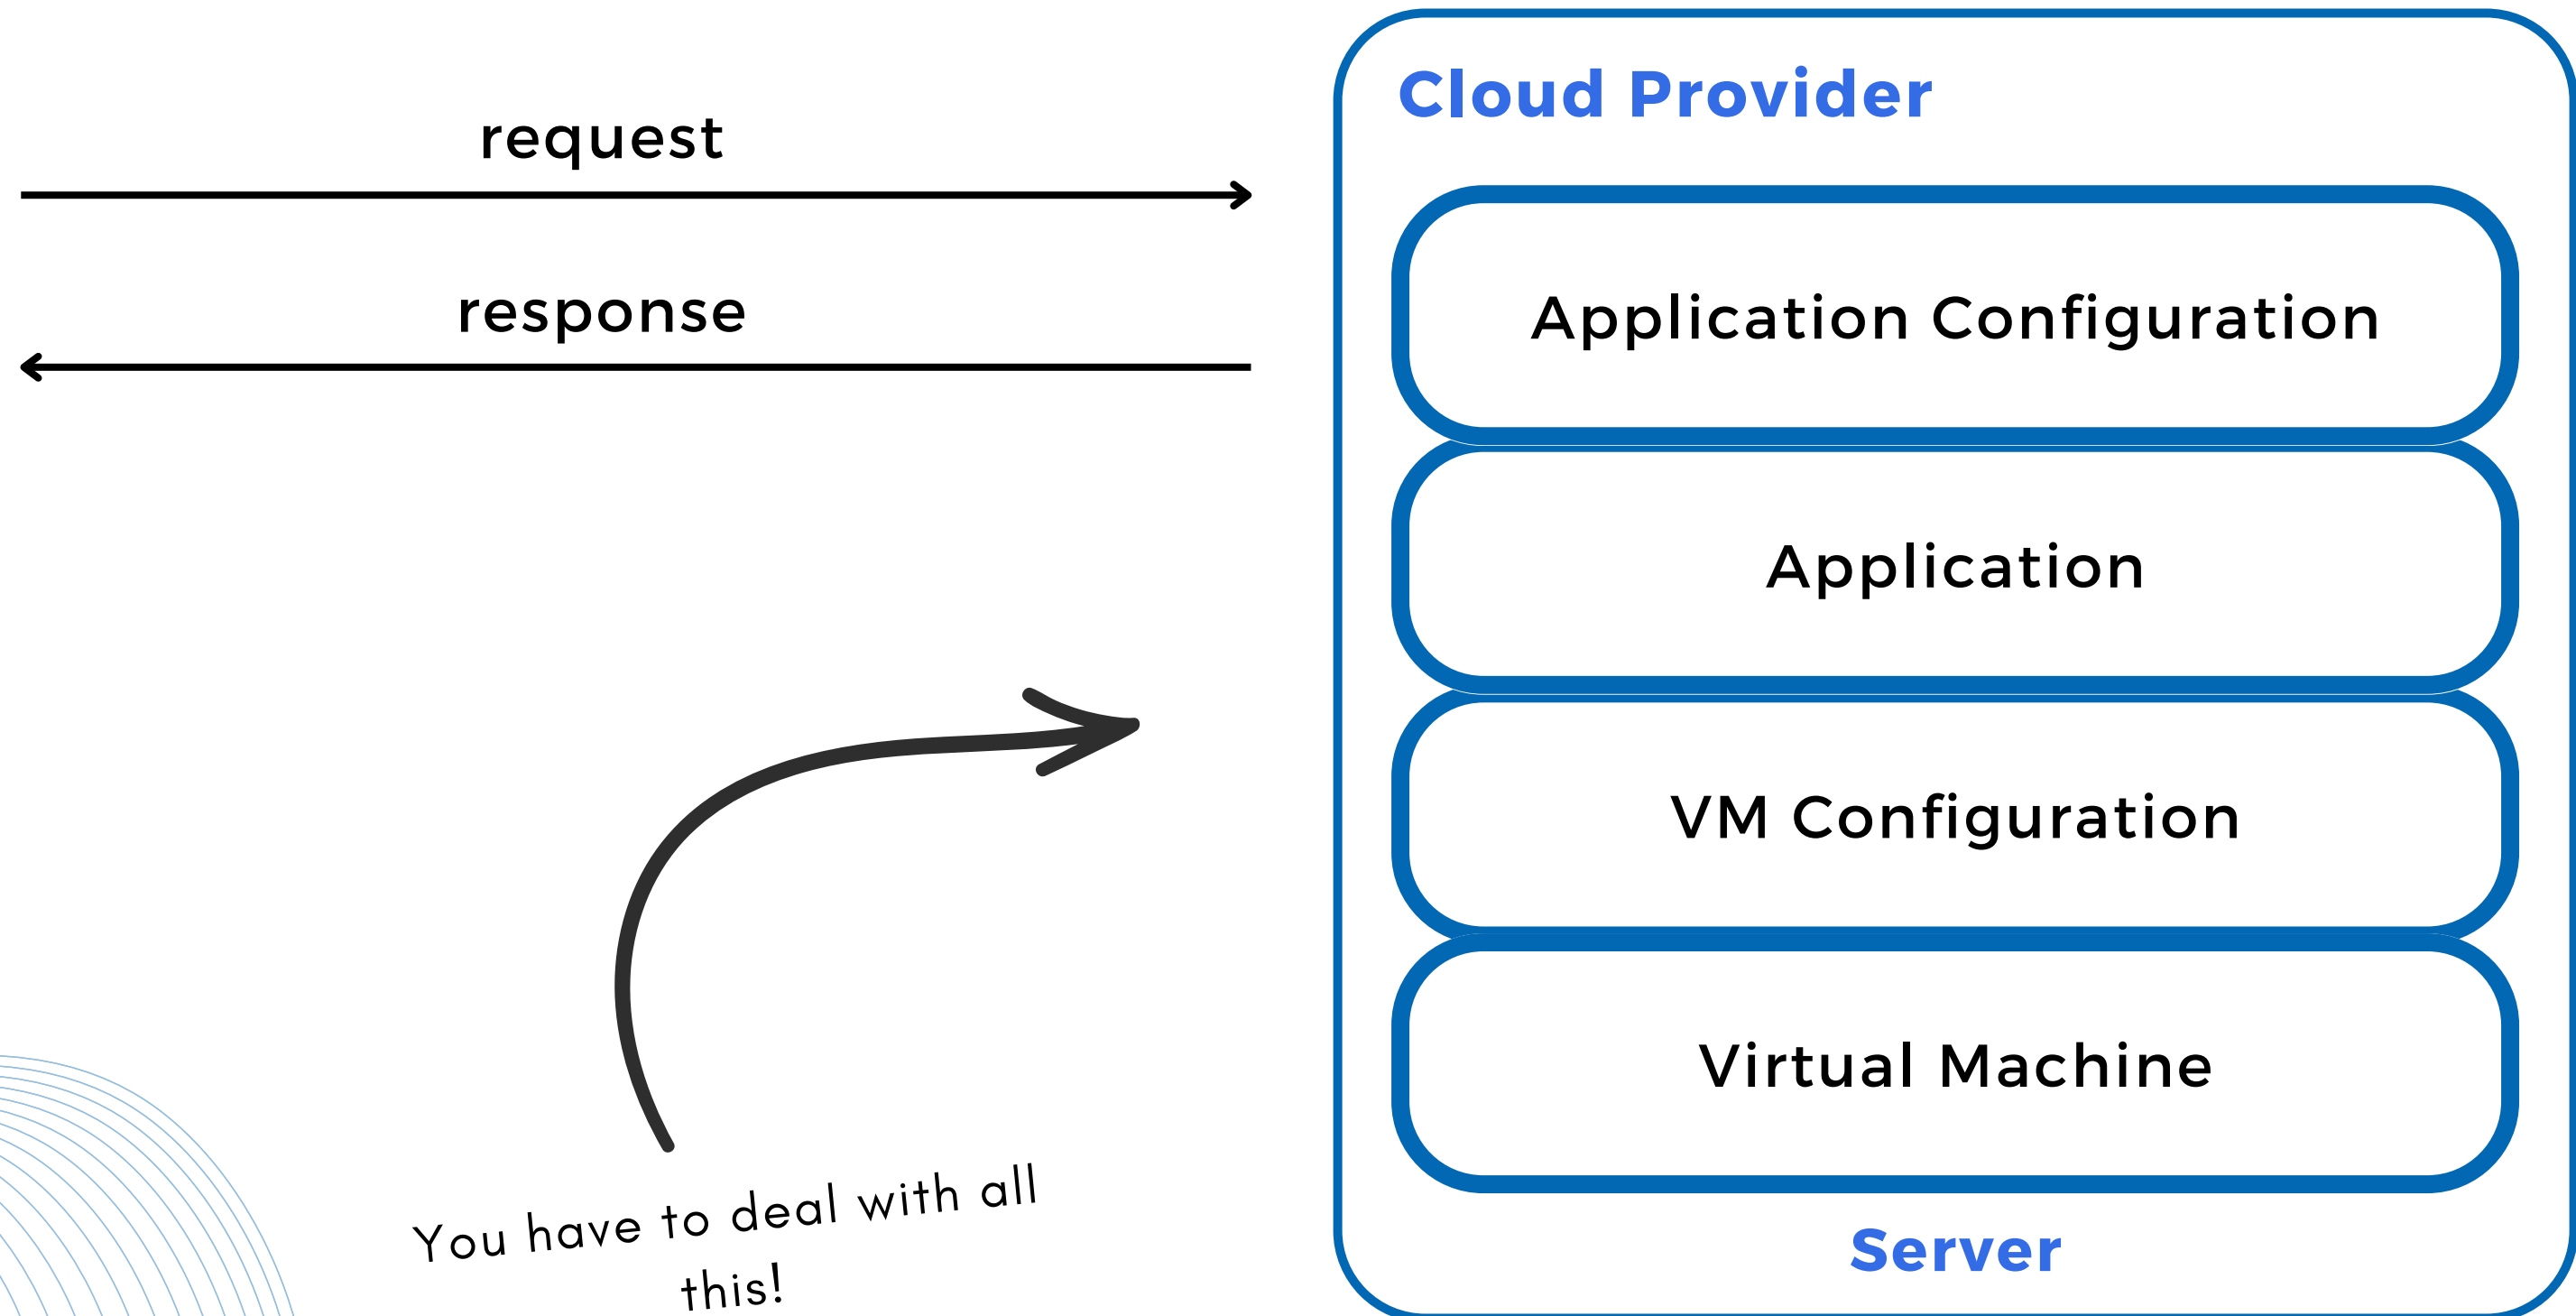 request
response
Cloud Provider
Application Configuration
Application
VM Configuration
Virtual Machine
Server
You have to deal with all
this!